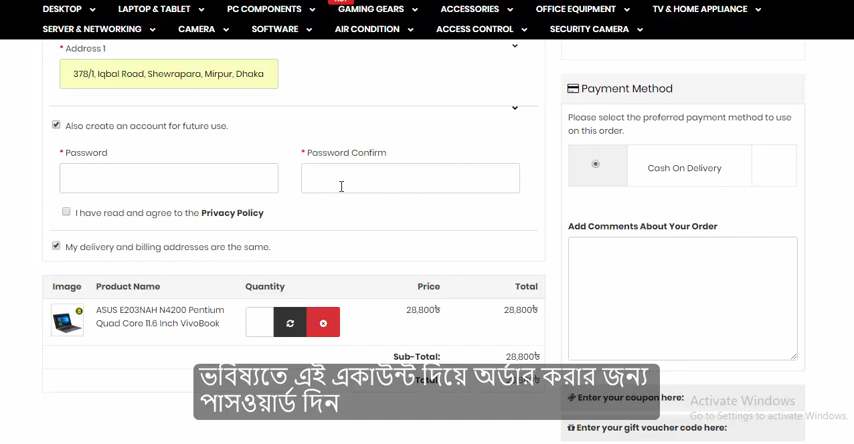 DESKTOP LAPTOP & TABLET PC COMPONENTS GAMING GEARS ACCESSORIES OFFICE EQUIPMENT TV & HOME APPLIANCE
SERVER & NETWORKING CAMERA SOFTWARE AIR CONDITION ACCESS CONTROL SECURITY CAMERA
* Address 1
378/1, Iqbal Road, Shewrapara, Mirpur, Dhaka
Also create an account for future use.
* Password * Password Confirm
I have read and agree to the Privacy Policy
My delivery and billing addresses are the same.
Image Product Name Quantity Price Total
ASUS E203NAH N4200 Pentium Quad Core 11.6 Inch VivoBook 28,800৳ 28,800৳
Sub-Total: 28,800৳
Payment Method
Please select the preferred payment method to use
on this order.
Cash On Delivery
Add Comments About Your Order
Enter your coupon here:
Enter your gift voucher code here:
Activate Windows
Go to Settings to activate Windows.
ভবিষ্যতে এই একাউন্ট দিয়ে অর্ডার করার জন্য
পাসওয়ার্ড দিন